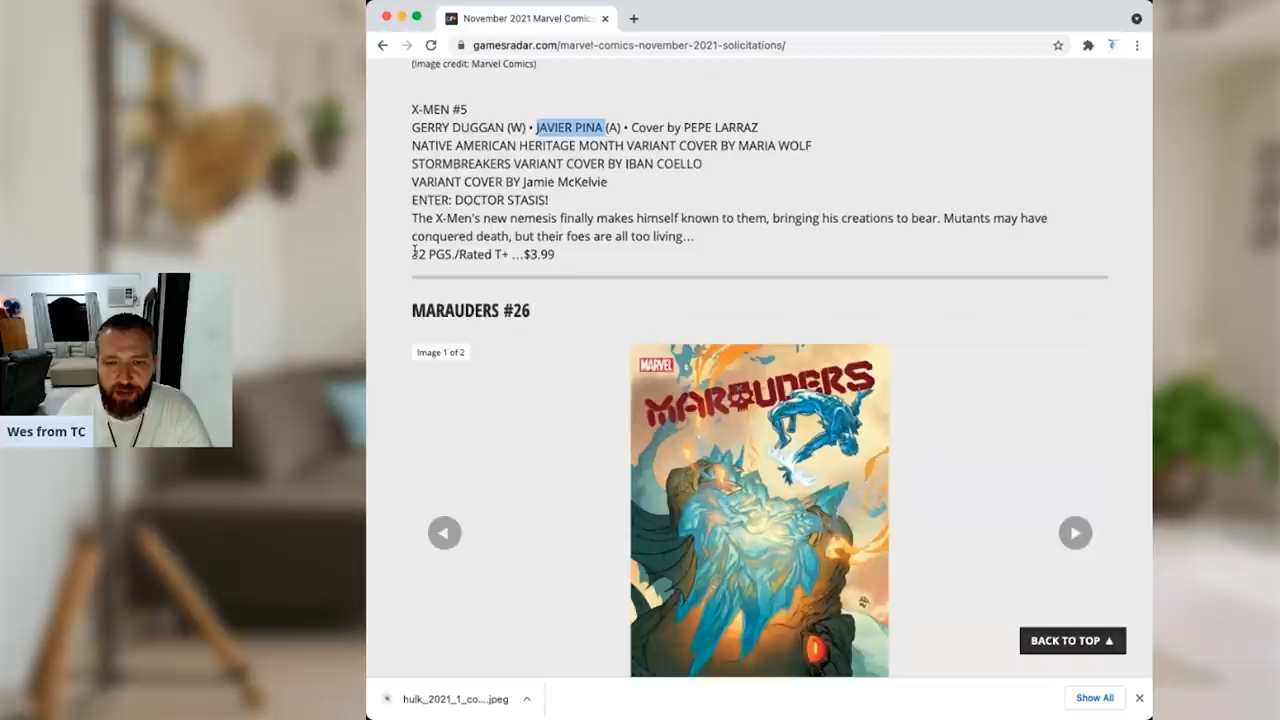 November 2021 Marvel Comic
gamesradar.com/marvel-comics-november-2021-solicitations/
(Image credit: Marvel Comics)
X-MEN #5
GERRY DUGGAN (W) • JAVIER PINA (A) • Cover by PEPE LARRAZ
NATIVE AMERICAN HERITAGE MONTH VARIANT COVER BY MARIA WOLF
STORMBREAKERS VARIANT COVER BY IBAN COELLO
VARIANT COVER BY Jamie McKelvie
ENTER: DOCTOR STASIS!
The X-Men's new nemesis finally makes himself known to them, bringing his creations to bear. Mutants may have
conquered death, but their foes are all too living…
32 PGS./Rated T+ …$3.99
MARAUDERS #26
Image 1 of 2
MARVEL
MARAUDERS
Wes from TC
BACK TO TOP ▲
hulk_2021_1_co....jpeg
Show All